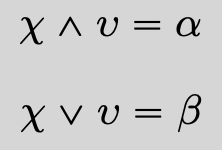 χ ∧ υ = α
χ ∨ υ = β